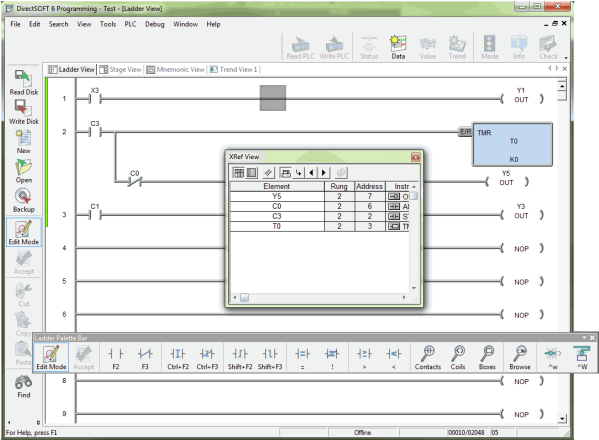 DirectSOFT 6 Programming - Test - [Ladder View]
File Edit Search View Tools PLC Debug Window Help
Read PLC Write PLC Status Data Value Trend Mode Info Check
Ladder View Stage View Mnemonic View Trend View 1
Read Disk
Write Disk
New
Open
Backup
Edit Mode
Accept
Cut
Copy
Paste
Find
1 X3 Y1
OUT
2 C3 E/R TMR
T0
K0
C0 Y5
OUT
3 C1 Y3
OUT
4 NOP
5 NOP
6 NOP
XRef View
Element Rung Address Instr
Y5 2 7 O
C0 2 6 AI
C3 2 2 S
T0 2 3 T
Ladder Palette Bar
Edit Mode Accept F2 F3 Ctrl+F2 Ctrl+F3 Shift+F2 Shift+F3 = ! > < Contacts Coils Boxes Browse ^w ^W
8 NOP
9 NOP
For Help, press F1 Offline 00010/02048 05